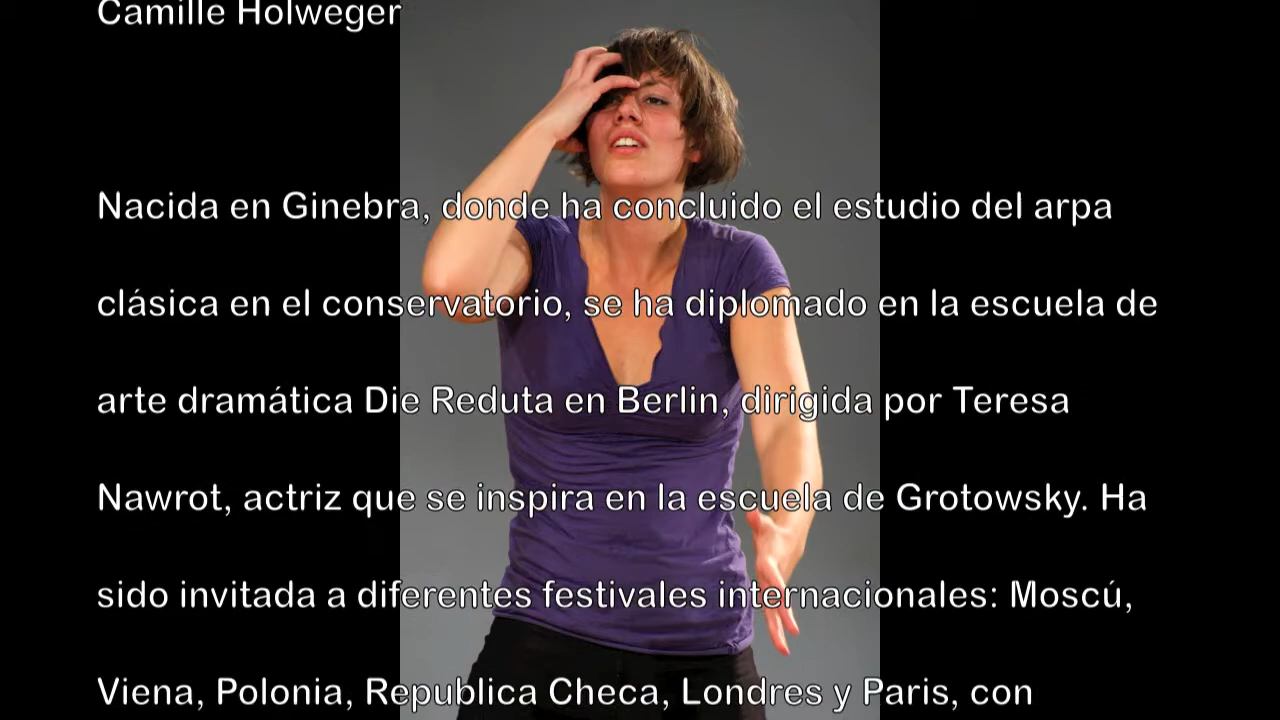 Camille Holweger
Nacida en Ginebra, donde ha concluido el estudio del arpa
clásica en el conservatorio, se ha diplomado en la escuela de
arte dramática Die Reduta en Berlin, dirigida por Teresa
Nawrot, actriz que se inspira en la escuela de Grotowsky. Ha
sido invitada a diferentes festivales internacionales: Moscú,
Viena, Polonia, Republica Checa, Londres y Paris, con